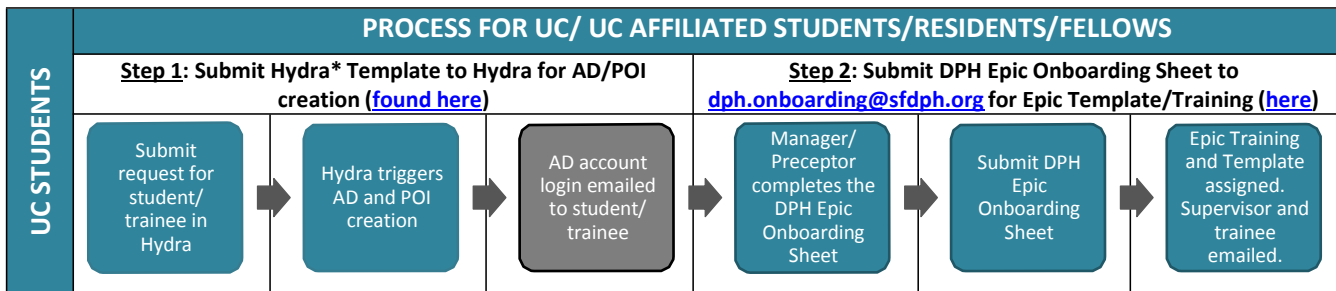 PROCESS FOR UC/ UC AFFILIATED STUDENTS/RESIDENTS/FELLOWS
UC STUDENTS
Step 1: Submit Hydra* Template to Hydra for AD/POI
creation (found here)
Step 2: Submit DPH Epic Onboarding Sheet to
dph.onboarding@sfdph.org for Epic Template/Training (here)
Submit
request for
student/
trainee in
Hydra
Hydra triggers
AD and POI
creation
AD account
login emailed
to student/
trainee
Manager/
Preceptor
completes the
DPH Epic
Onboarding
Sheet
Submit DPH
Epic
Onboarding
Sheet
Epic Training
and Template
assigned.
Supervisor and
trainee
emailed.